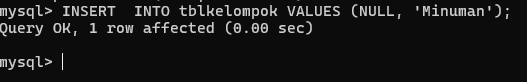 mysql> INSERT  INTO tblkelompok VALUES (NULL, 'Minuman');
Query OK, 1 row affected (0.00 sec)
mysql>